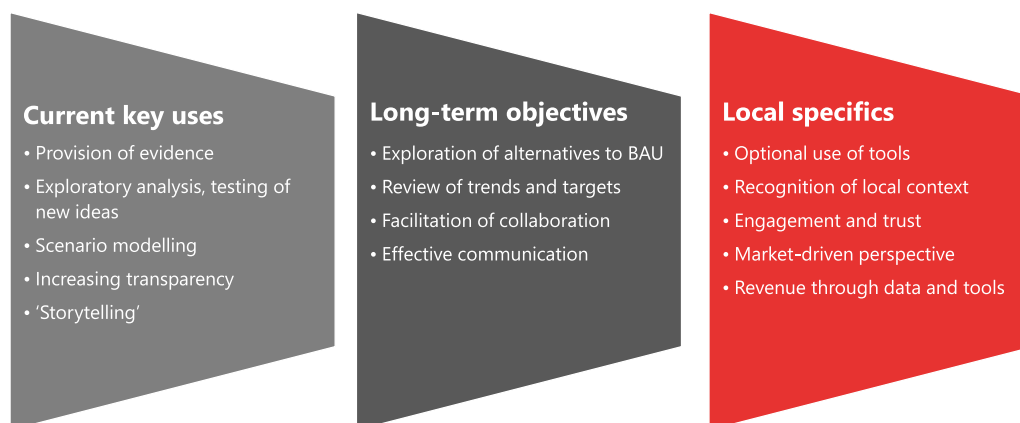 Current key uses
• Provision of evidence
• Exploratory analysis, testing of
new ideas
• Scenario modelling
• Increasing transparency
• ‘Storytelling’
Long-term objectives
• Exploration of alternatives to BAU
• Review of trends and targets
• Facilitation of collaboration
• Effective communication
Local specifics
• Optional use of tools
• Recognition of local context
• Engagement and trust
• Market-driven perspective
• Revenue through data and tools